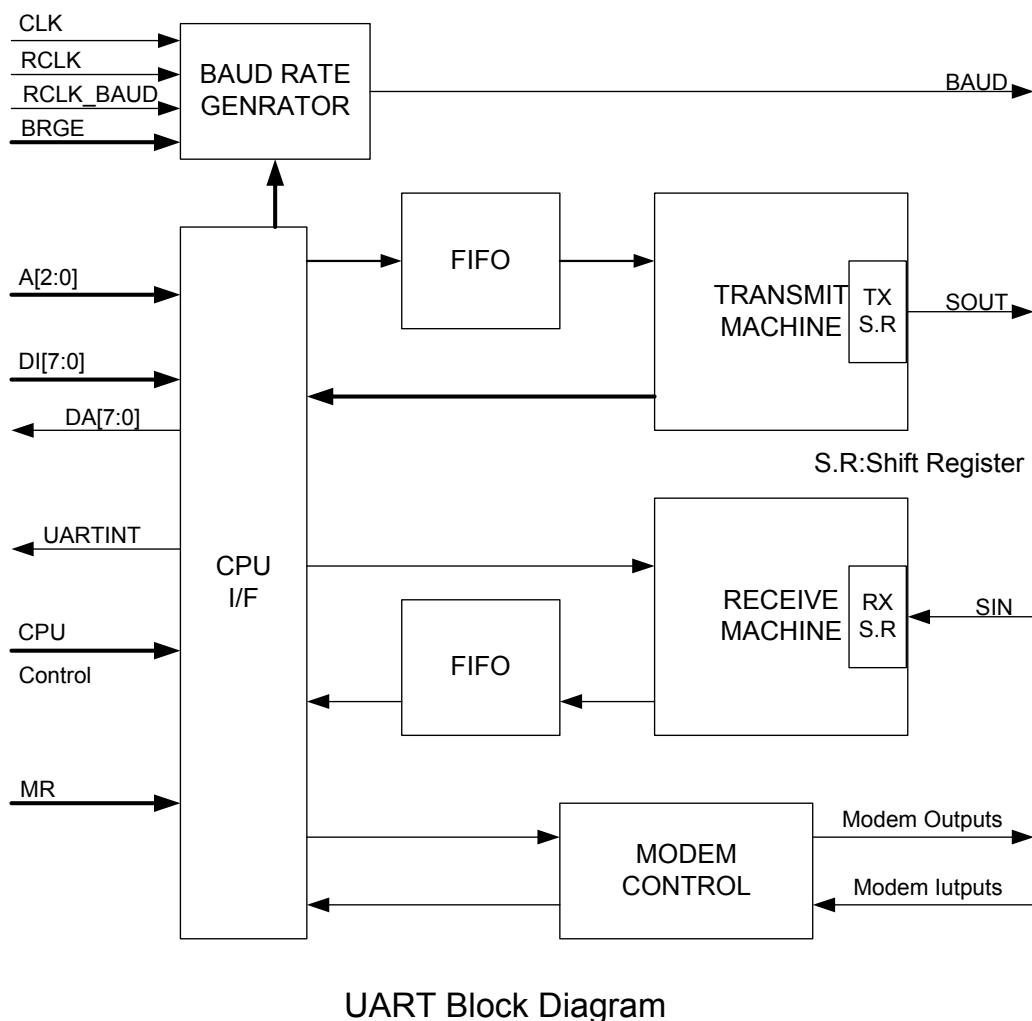 CLK
RCLK
RCLK_BAUD
BRGE
BAUD RATE
GENRATOR
BAUD
A[2:0]
DI[7:0]
DA[7:0]
UARTINT
CPU
Control
MR
CPU
I/F
FIFO
TRANSMIT
MACHINE
TX
S.R
SOUT
S.R:Shift Register
RECEIVE
MACHINE
RX
S.R
SIN
FIFO
MODEM
CONTROL
Modem Outputs
Modem Iutputs
UART Block Diagram